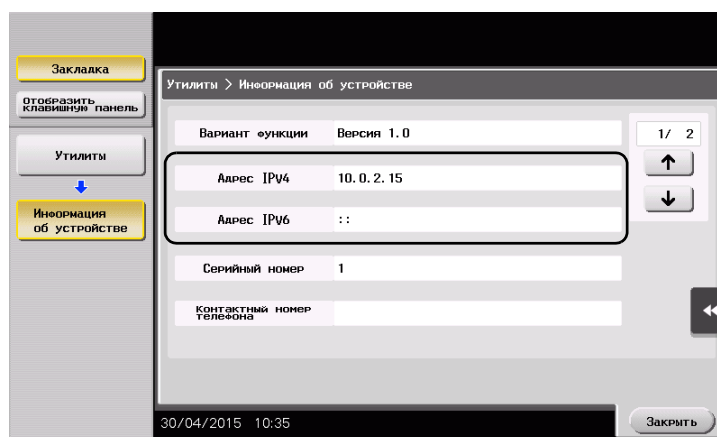 Закладка
Отобразить
клавишную панель
Утилиты
Информация
об устройстве
Утилиты > Информация об устройстве
Вариант функции Версия 1.0
1/ 2
Адрес IPv4 10.0.2.15
Адрес IPv6 ::
Серийный номер 1
Контактный номер
телефона
30/04/2015 10:35
Закрыть